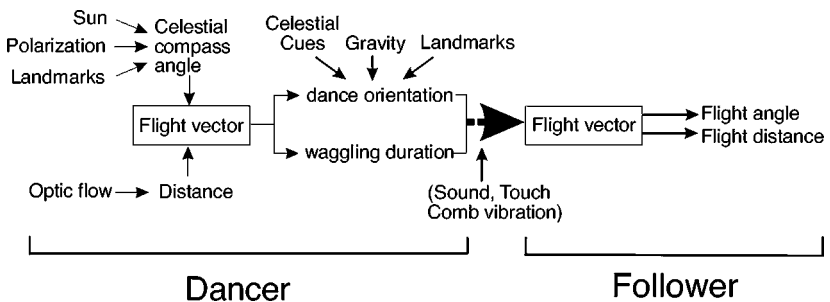 Sun
Polarization
Landmarks
Celestial
compass
angle
Celestial
Cues
Gravity
Landmarks
Flight vector
dance orientation
waggling duration
Optic flow
Distance
(Sound, Touch
Comb vibration)
Flight vector
Flight angle
Flight distance
Dancer
Follower